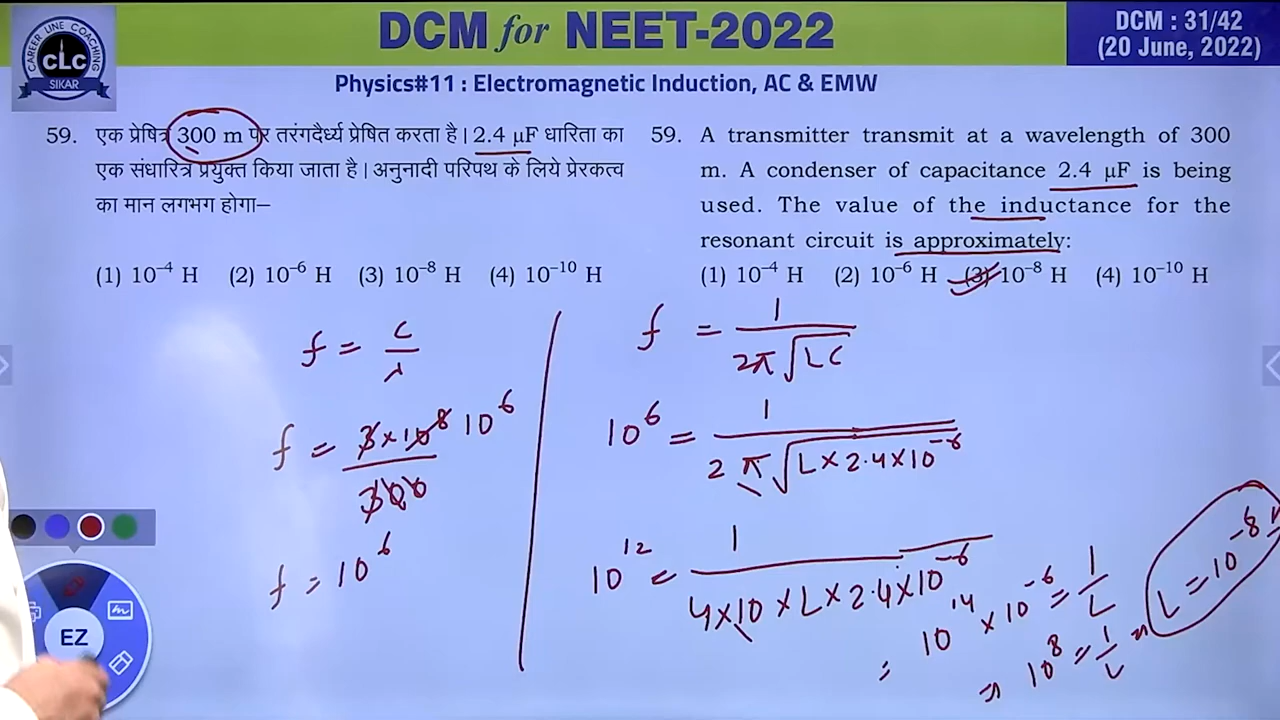 CAREER LINE COACHING
CLC
SIKAR
DCM for NEET-2022
DCM : 31/42
(20 June, 2022)
Physics#11 : Electromagnetic Induction, AC & EMW
59. एक प्रेषित्र 300 m पर तरंगदैर्ध्य प्रेषित करता है। 2.4 μF धारिता का
एक संधारित्र प्रयुक्त किया जाता है। अनुनादी परिपथ के लिये प्रेरकत्व
का मान लगभग होगा–
(1) 10⁻⁴ H (2) 10⁻⁶ H (3) 10⁻⁸ H (4) 10⁻¹⁰ H
59. A transmitter transmit at a wavelength of 300
m. A condenser of capacitance 2.4 μF is being
used. The value of the inductance for the
resonant circuit is approximately:
(1) 10⁻⁴ H (2) 10⁻⁶ H (3) 10⁻⁸ H (4) 10⁻¹⁰ H
f = c/λ
f = 3×10⁸/300 10⁶
f = 10⁶
f = 1/2π√LC
10⁶ = 1/2π√L×2.4×10⁻⁶
10¹² = 1/4×10×L×2.4×10⁻⁶
= 10¹⁴ × 10⁻⁶ = 1/L
⇒ 10⁸ = 1/L ⇒
L = 10⁻⁸ H
EZ